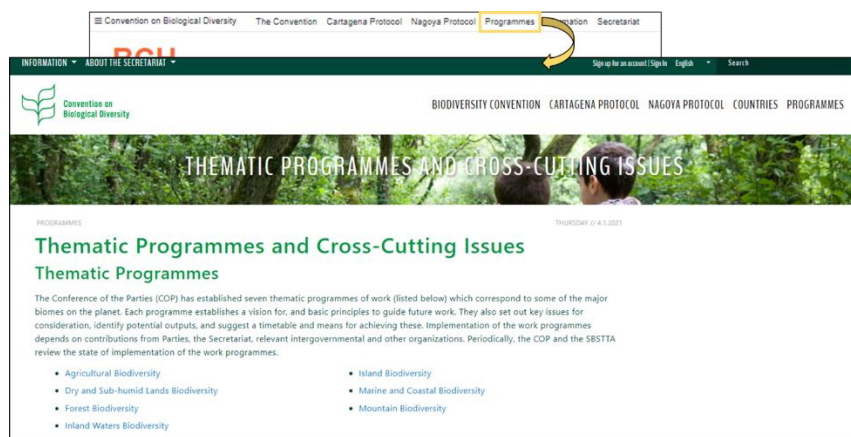 ☰ Convention on Biological Diversity The Convention Cartagena Protocol Nagoya Protocol Programmes Secretariat
BCH
INFORMATION ABOUT THE SECRETARIAT Sign up for an account | Sign In English Search
Convention on
Biological Diversity
BIODIVERSITY CONVENTION CARTAGENA PROTOCOL NAGOYA PROTOCOL COUNTRIES PROGRAMMES
THEMATIC PROGRAMMES AND CROSS-CUTTING ISSUES
PROGRAMMES THURSDAY // 4.1.2021
Thematic Programmes and Cross-Cutting Issues
Thematic Programmes
The Conference of the Parties (COP) has established seven thematic programmes of work (listed below) which correspond to some of the major
biomes on the planet. Each programme establishes a vision for, and basic principles to guide future work. They also set out key issues for
consideration, identify potential outputs, and suggest a timetable and means for achieving these. Implementation of the work programmes
depends on contributions from Parties, the Secretariat, relevant intergovernmental and other organizations. Periodically, the COP and the SBSTTA
review the state of implementation of the work programmes.
• Agricultural Biodiversity
• Dry and Sub-humid Lands Biodiversity
• Forest Biodiversity
• Inland Waters Biodiversity
• Island Biodiversity
• Marine and Coastal Biodiversity
• Mountain Biodiversity